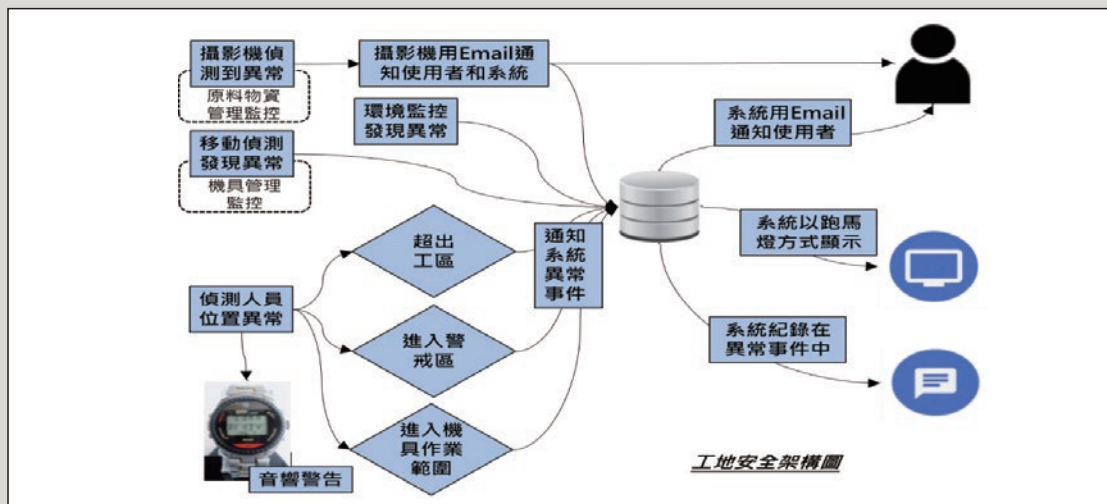 攝影機偵
測到異常
原料物資
管理監控
攝影機用Email通
知使用者和系統
環境監控
發現異常
移動偵測
發現異常
機具管理
監控
系統用Email
通知使用者
超出
工區
通知
系統
異常
事件
系統以跑馬
燈方式顯示
偵測人員
位置異常
進入警
戒區
系統紀錄在
異常事件中
進入機
具作業
範圍
音響警告
工地安全架構圖